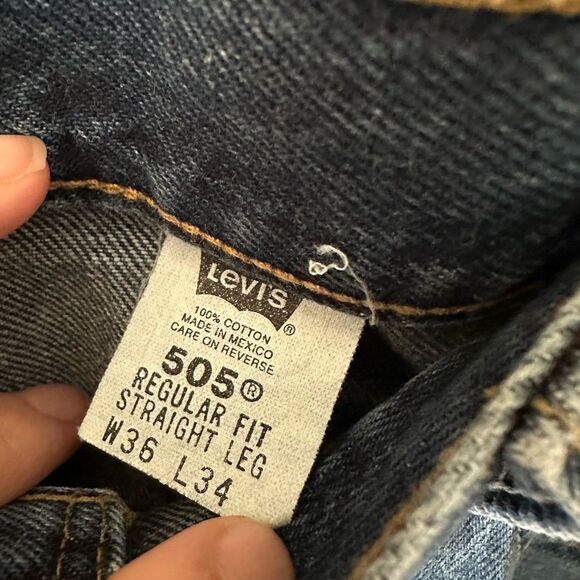 Levi's ®
100% COTTON
MADE IN MEXICO
CARE ON REVERSE
505®
REGULAR FIT
STRAIGHT LEG
W36 L34